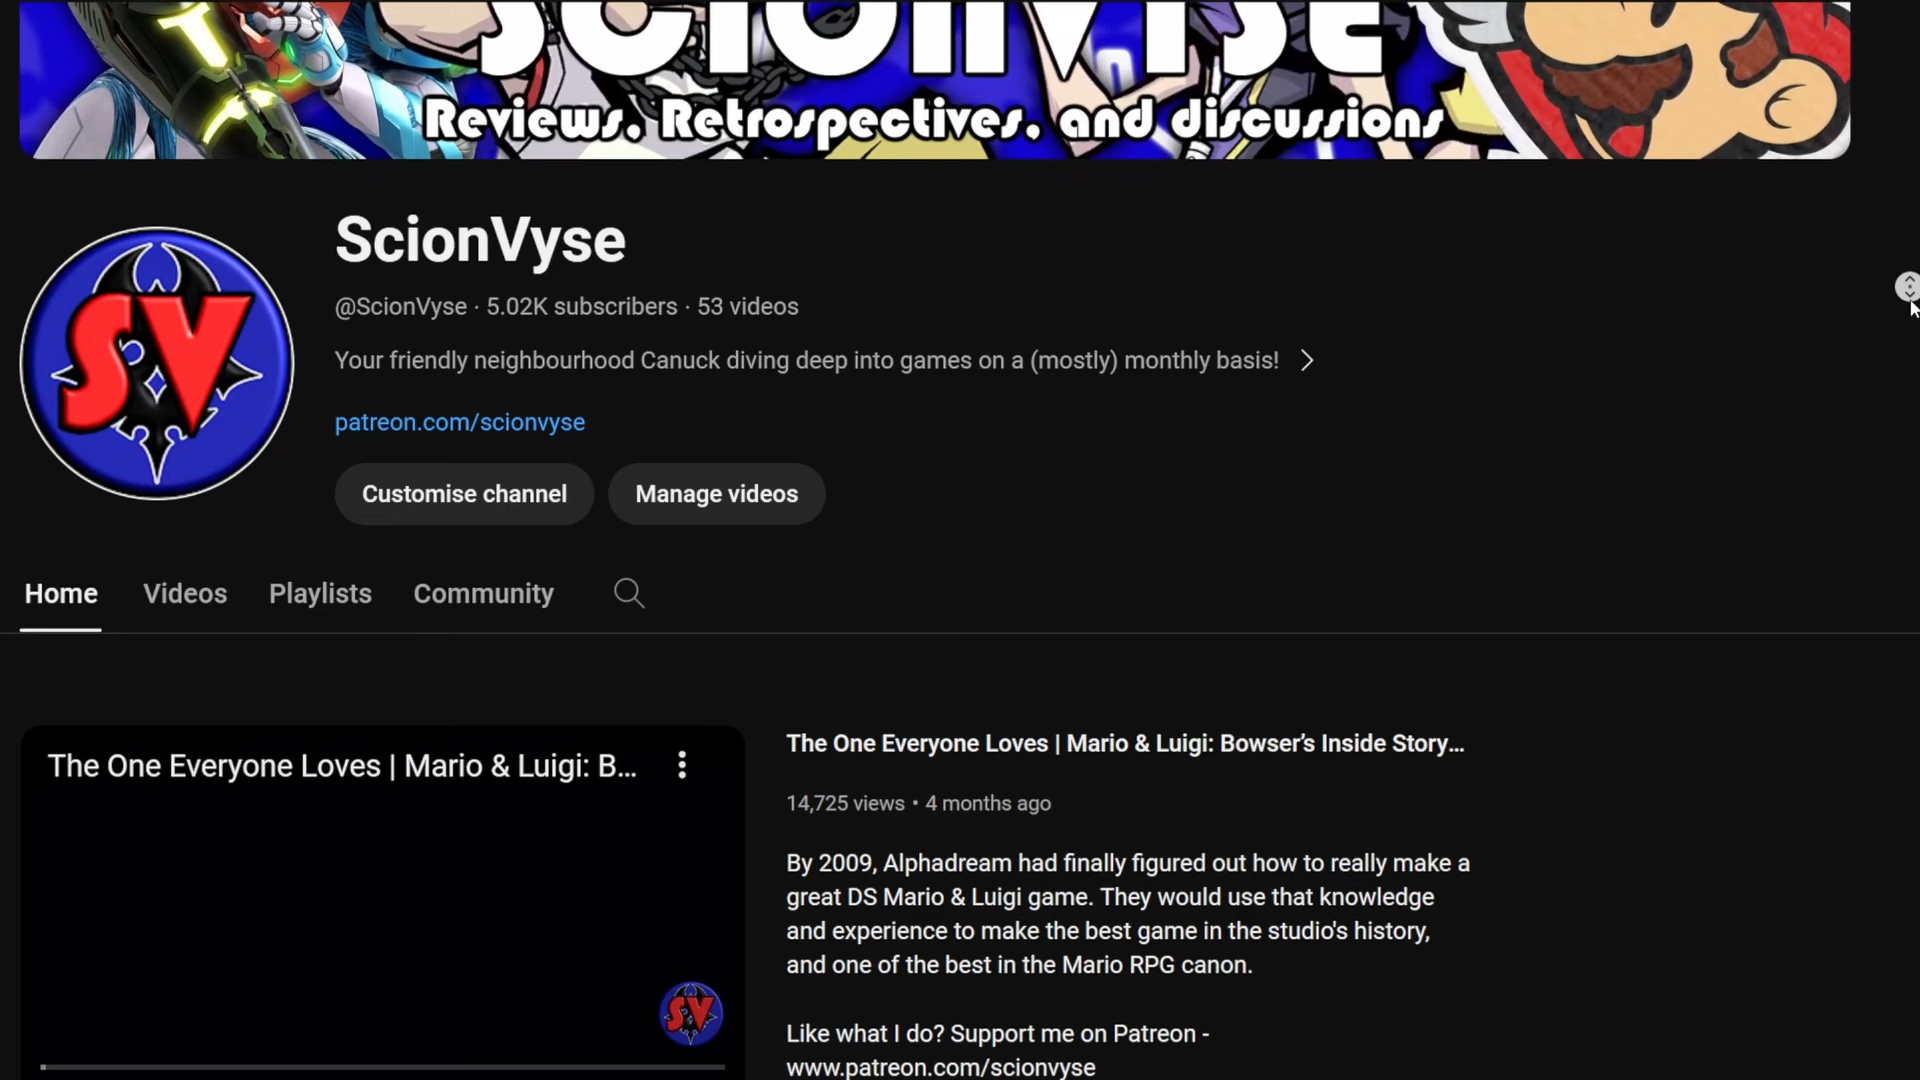 SCIONVYSE
Reviews, Retrospectives, and discussions
ScionVyse
@ScionVyse · 5.02K subscribers · 53 videos
Your friendly neighbourhood Canuck diving deep into games on a (mostly) monthly basis!
patreon.com/scionvyse
Customise channel
Manage videos
Home
Videos
Playlists
Community
SV
The One Everyone Loves | Mario & Luigi: B...
SV
The One Everyone Loves | Mario & Luigi: Bowser’s Inside Story...
14,725 views • 4 months ago
By 2009, Alphadream had finally figured out how to really make a
great DS Mario & Luigi game. They would use that knowledge
and experience to make the best game in the studio's history,
and one of the best in the Mario RPG canon.
Like what I do? Support me on Patreon -
www.patreon.com/scionvyse